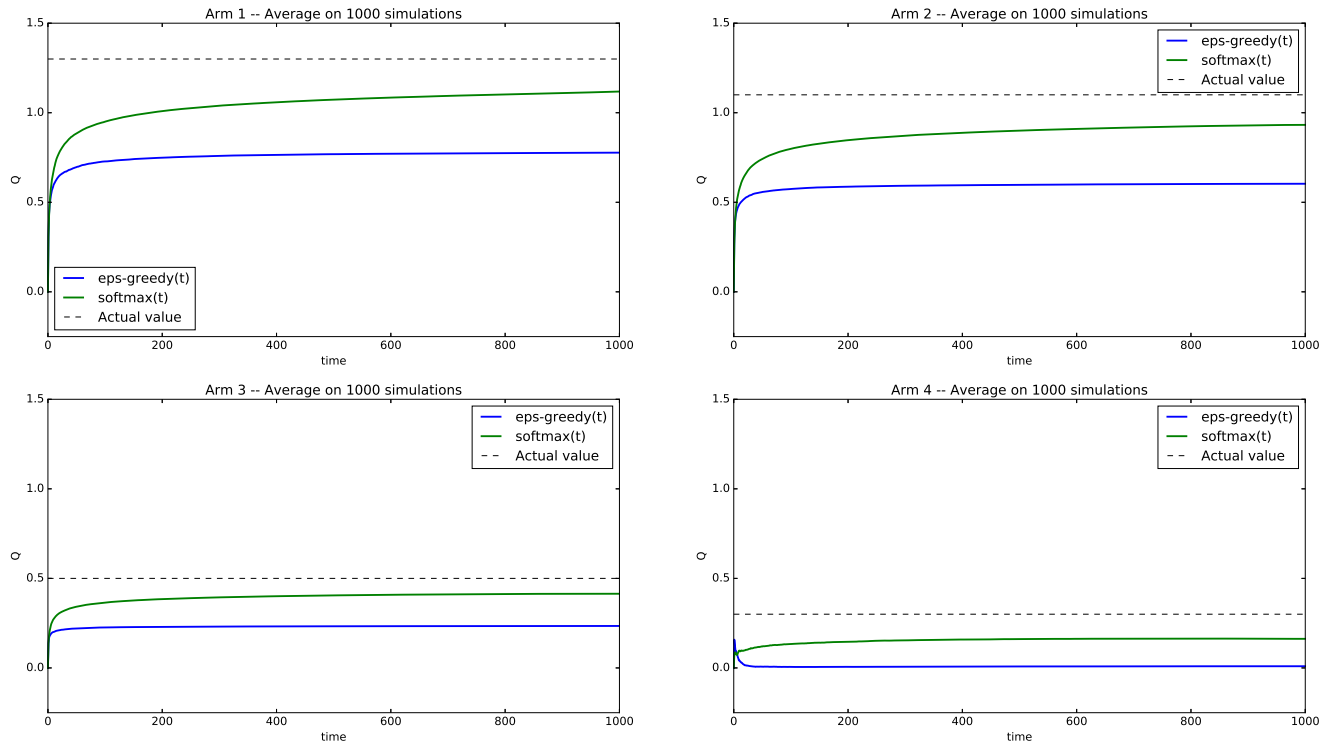 Arm 1 -- Average on 1000 simulations
1.5
1.0
0.5
0.0
Q
eps-greedy(t)
softmax(t)
Actual value
0 200 400 600 800 1000
time
Arm 2 -- Average on 1000 simulations
1.5
1.0
0.5
0.0
Q
eps-greedy(t)
softmax(t)
Actual value
0 200 400 600 800 1000
time
Arm 3 -- Average on 1000 simulations
1.5
1.0
0.5
0.0
Q
eps-greedy(t)
softmax(t)
Actual value
0 200 400 600 800 1000
time
Arm 4 -- Average on 1000 simulations
1.5
1.0
0.5
0.0
Q
eps-greedy(t)
softmax(t)
Actual value
0 200 400 600 800 1000
time